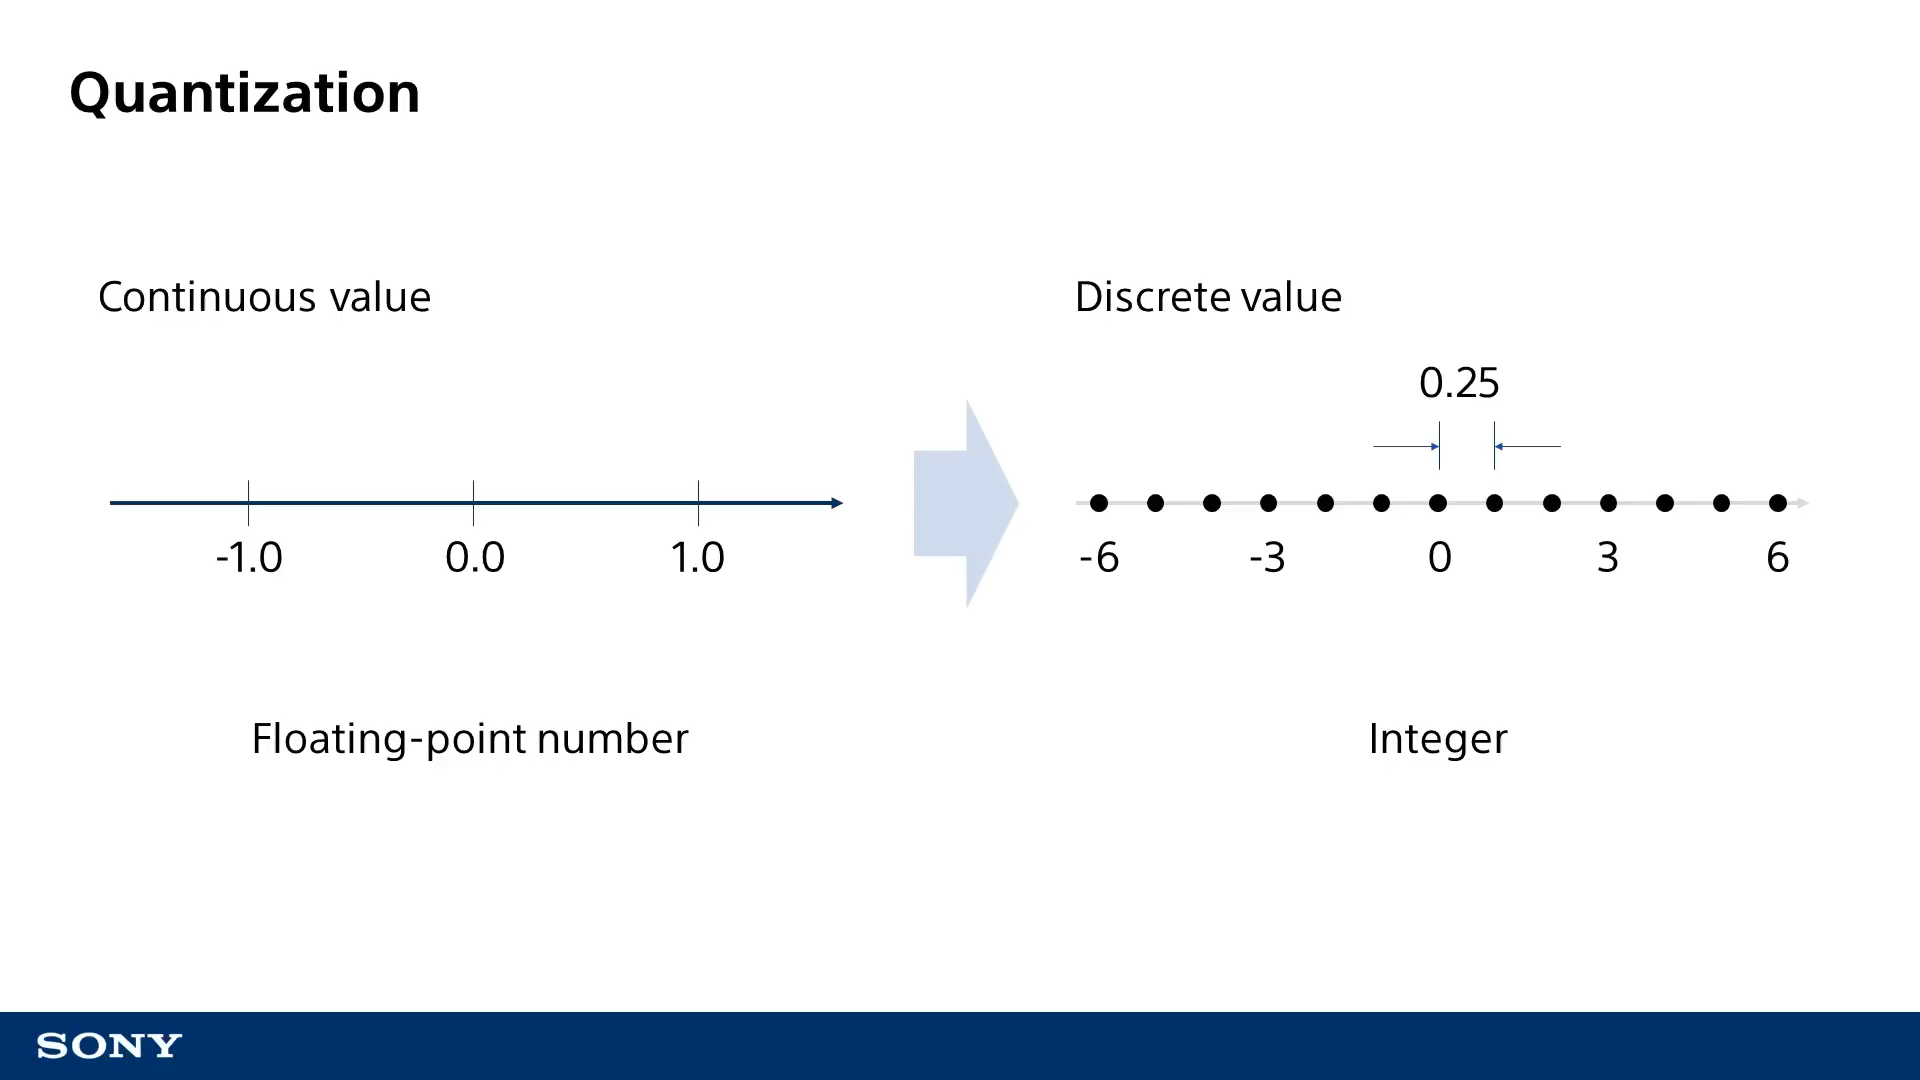 Quantization
Continuous value
Discrete value
0.25
-1.0 0.0 1.0
-6 -3 0 3 6
Floating-point number
Integer
SONY